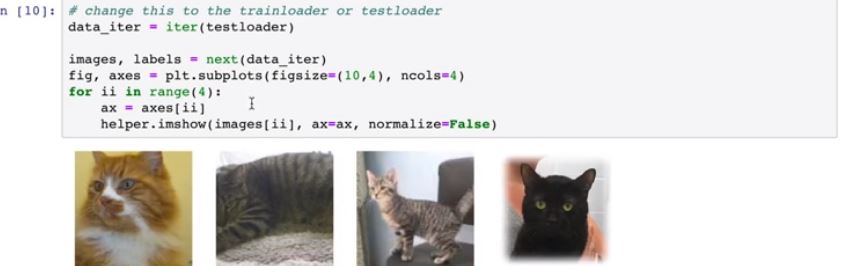 n [10]: # change this to the trainloader or testloader
data_iter = iter(testloader)
images, labels = next(data_iter)
fig, axes = plt.subplots(figsize=(10,4), ncols=4)
for ii in range(4):
    ax = axes[ii]
    helper.imshow(images[ii], ax=ax, normalize=False)